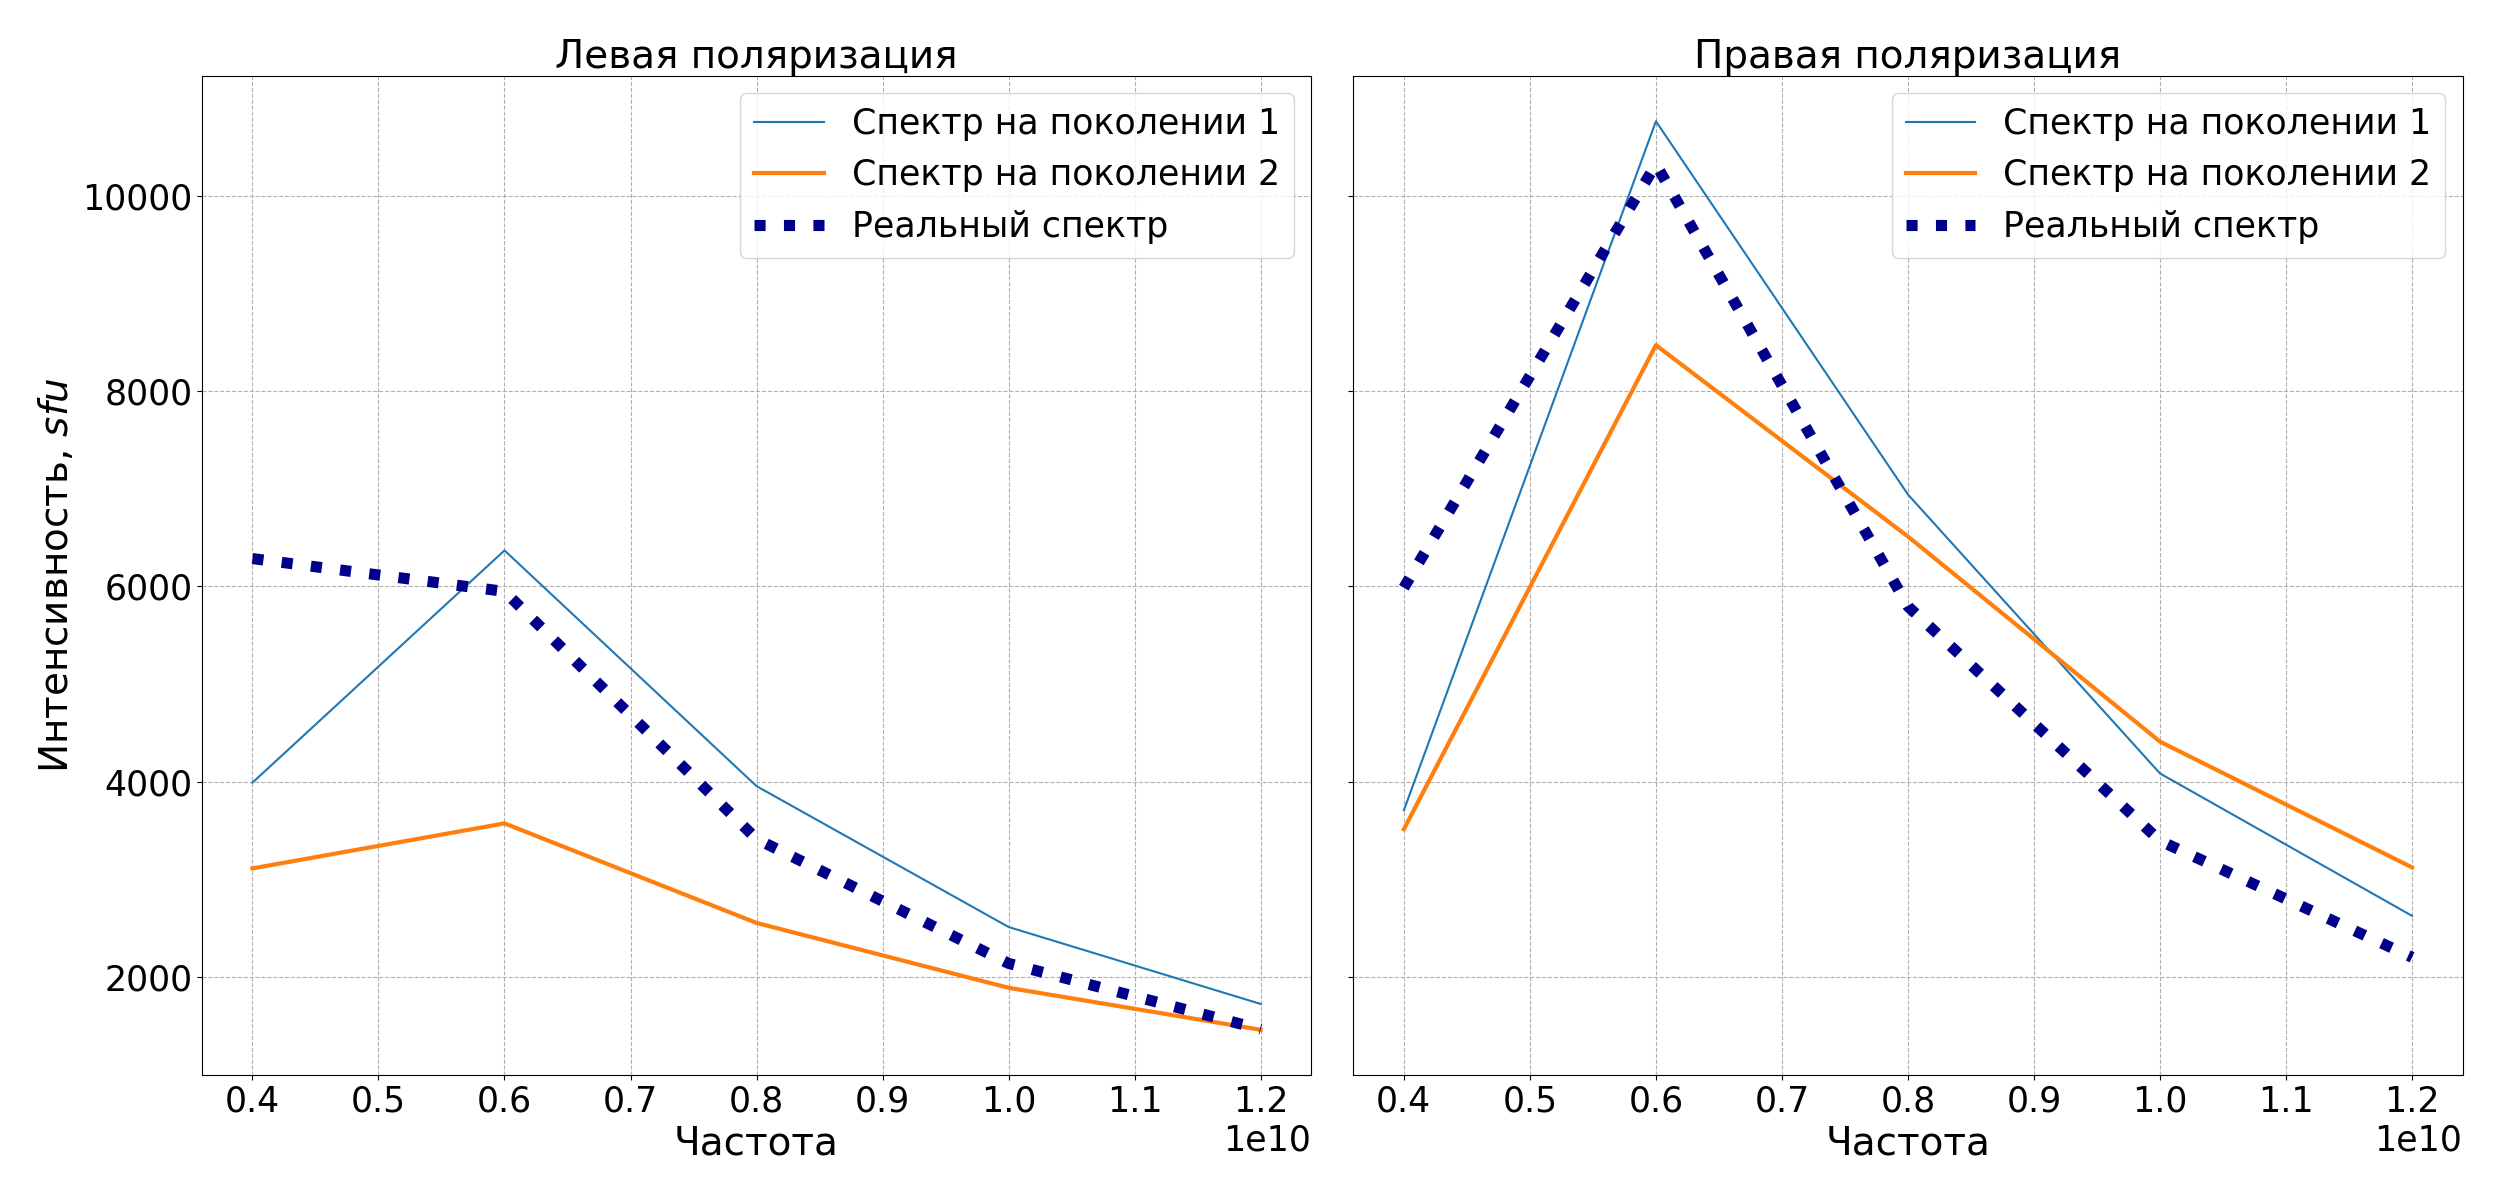 Левая поляризация
Спектр на поколении 1
Спектр на поколении 2
Реальный спектр
Интенсивность, sfu
10000
8000
6000
4000
2000
0.4 0.5 0.6 0.7 0.8 0.9 1.0 1.1 1.2
1e10
Частота
Правая поляризация
Спектр на поколении 1
Спектр на поколении 2
Реальный спектр
0.4 0.5 0.6 0.7 0.8 0.9 1.0 1.1 1.2
1e10
Частота